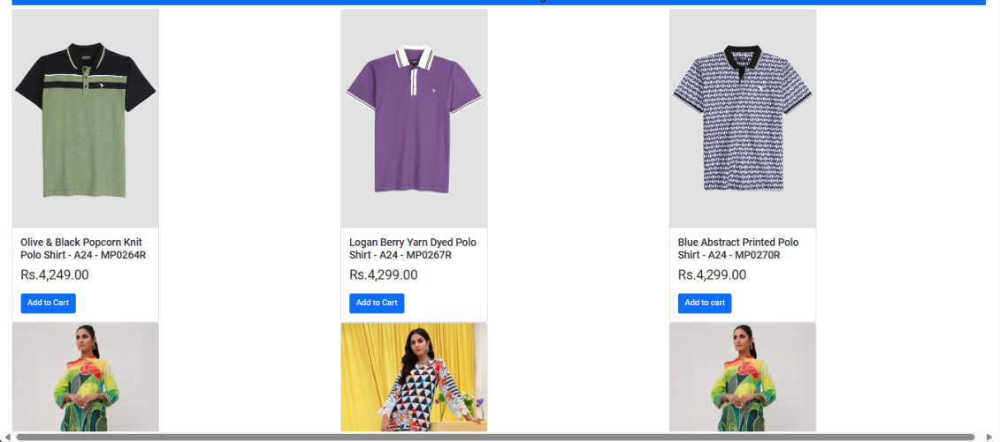 Olive & Black Popcorn Knit
Polo Shirt - A24 - MP0264R
Rs.4,249.00
Add to Cart
Logan Berry Yarn Dyed Polo
Shirt - A24 - MP0267R
Rs.4,299.00
Add to Cart
Blue Abstract Printed Polo
Shirt - A24 - MP0270R
Rs.4,299.00
Add to cart